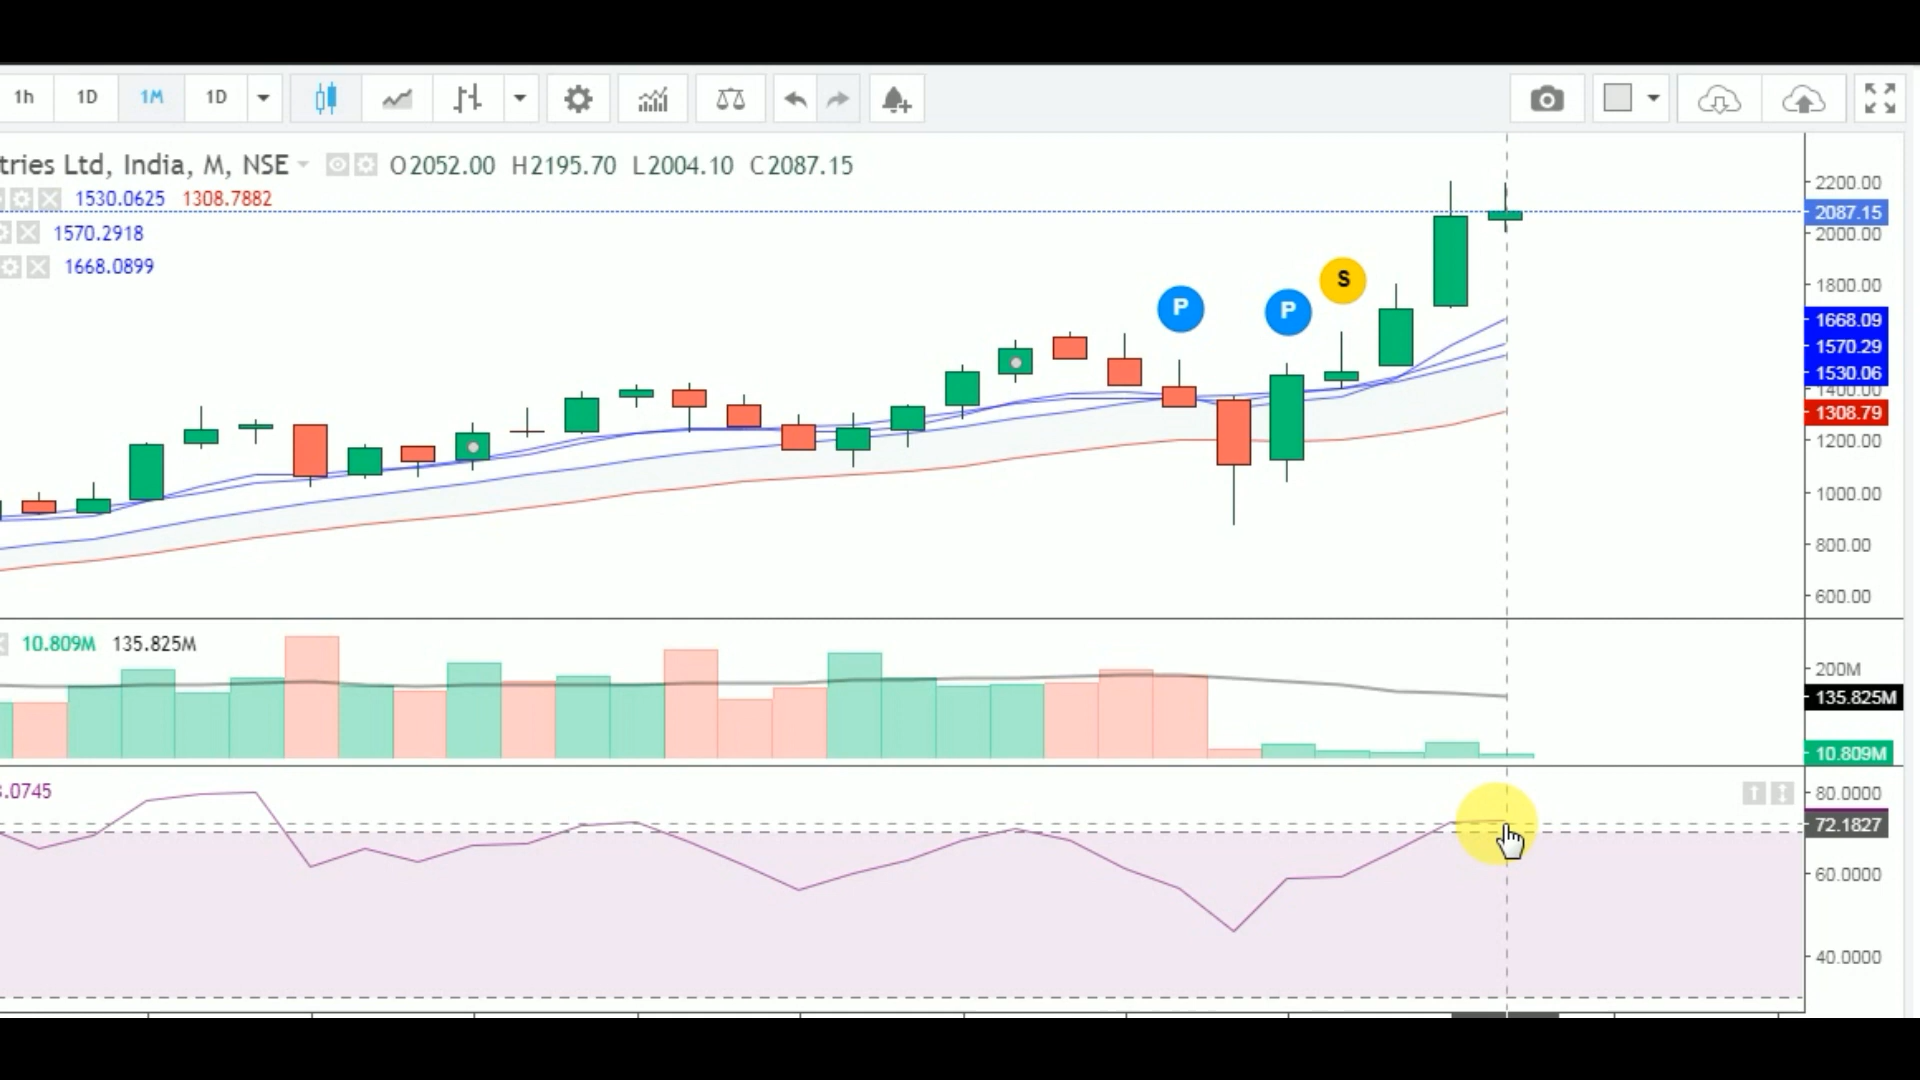 1h 1D 1M 1D
tries Ltd, India, M, NSE O2052.00 H2195.70 L2004.10 C2087.15
1530.0625 1308.7882
1570.2918
1668.0899
2200.00
2087.15
2000.00
1800.00
1668.09
1570.29
1530.06
1400.00
1308.79
1200.00
1000.00
800.00
600.00
P
P
S
10.809M 135.825M
200M
135.825M
10.809M
.0745
80.0000
72.1827
60.0000
40.0000